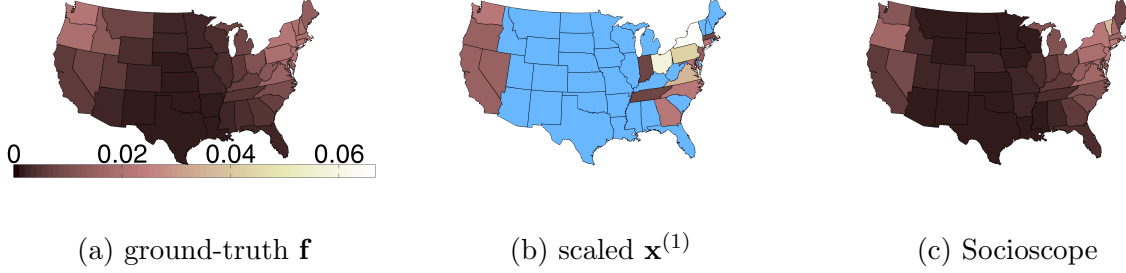 0 0.02 0.04 0.06
(a) ground-truth f
(b) scaled x(1)
(c) Socioscope